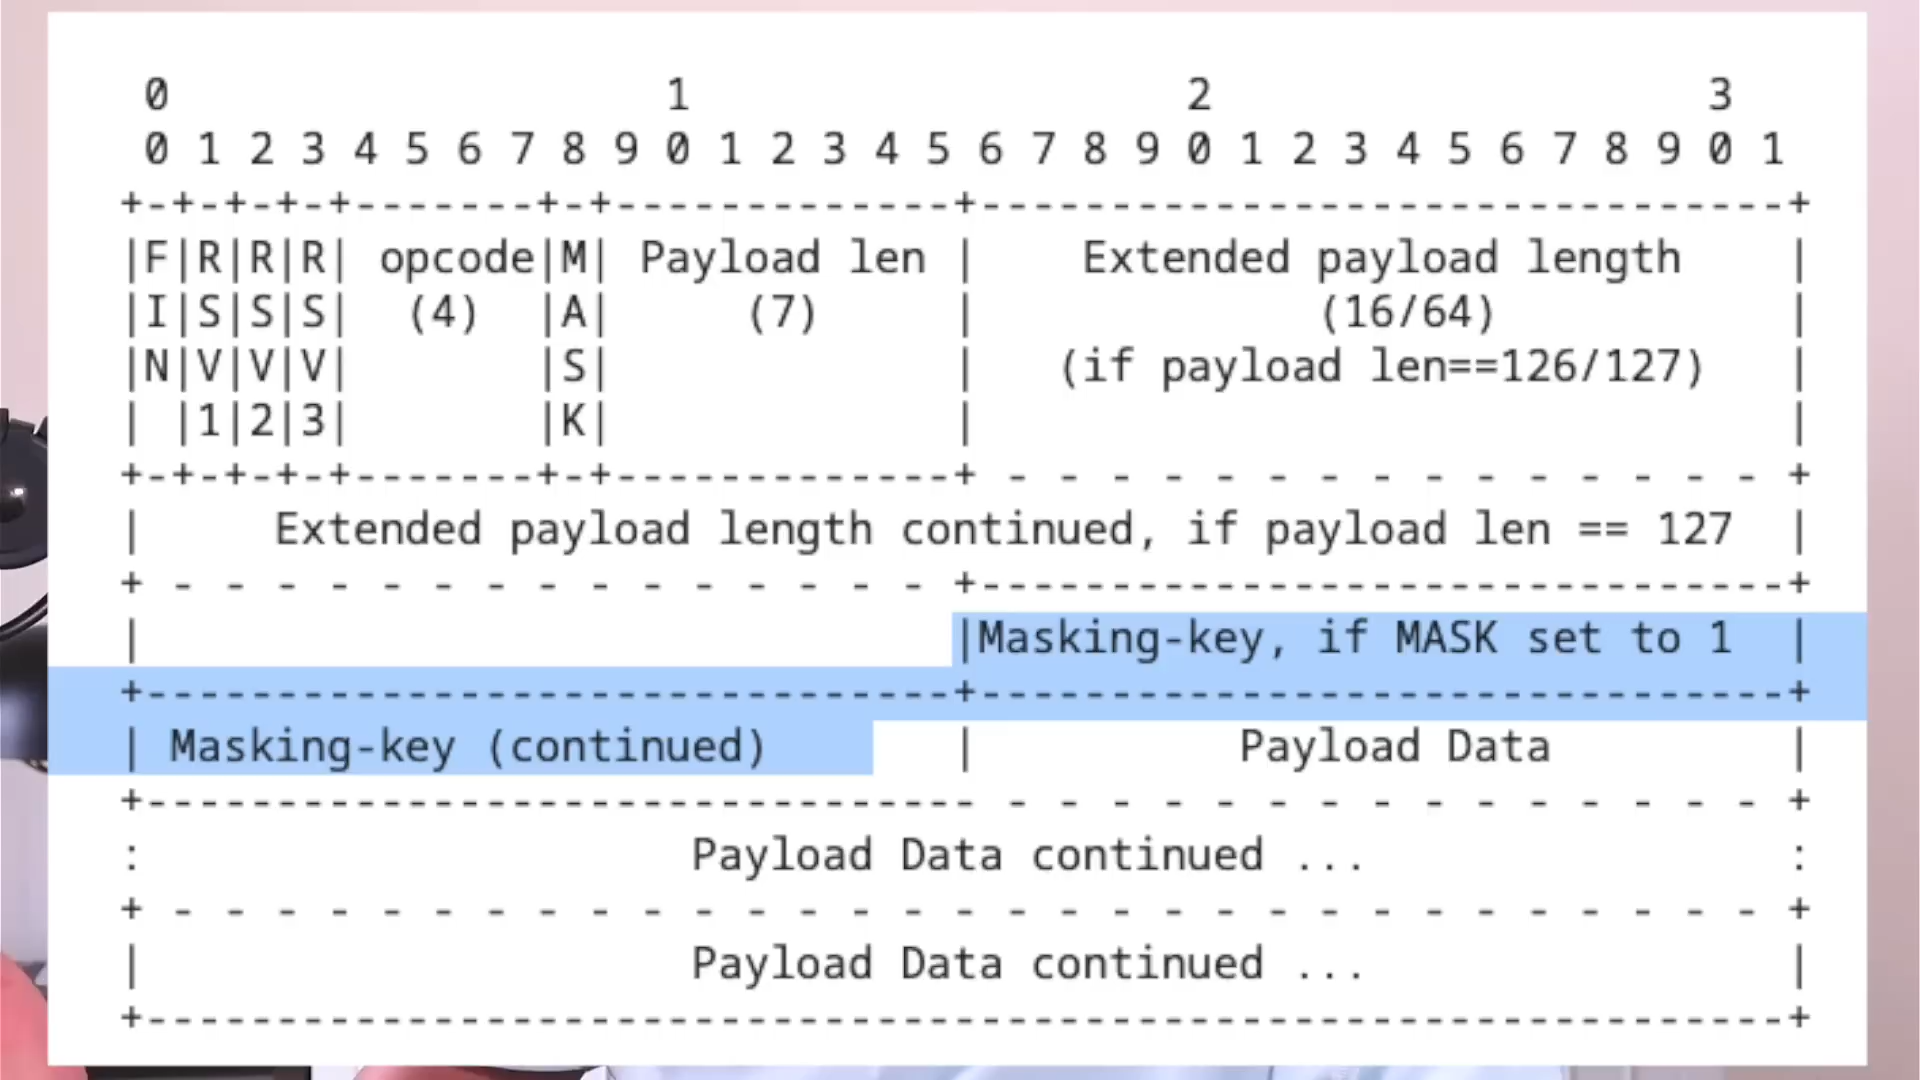 0                   1                   2                   3
0 1 2 3 4 5 6 7 8 9 0 1 2 3 4 5 6 7 8 9 0 1 2 3 4 5 6 7 8 9 0 1
+-+-+-+-+-------+-+-------------+-------------------------------+
|F|R|R|R| opcode|M| Payload len |    Extended payload length    |
|I|S|S|S|  (4)  |A|     (7)     |             (16/64)           |
|N|V|V|V|       |S|             |   (if payload len==126/127)   |
| |1|2|3|       |K|             |                               |
+-+-+-+-+-------+-+-------------+ - - - - - - - - - - - - - - - +
|     Extended payload length continued, if payload len == 127  |
+ - - - - - - - - - - - - - - - +-------------------------------+
|                               |Masking-key, if MASK set to 1  |
+-------------------------------+-------------------------------+
| Masking-key (continued)       |          Payload Data         |
+-------------------------------- - - - - - - - - - - - - - - - +
:                     Payload Data continued ...                :
+ - - - - - - - - - - - - - - - - - - - - - - - - - - - - - - - +
|                     Payload Data continued ...                |
+---------------------------------------------------------------+